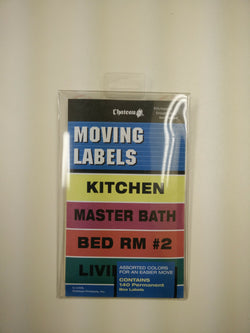 Chateau
MOVING
LABELS
KITCHEN
MASTER BATH
BED RM #2
LIVI
ASSORTED COLORS
FOR AN EASIER MOVE
CONTAINS
140 Permanent
Box Labels